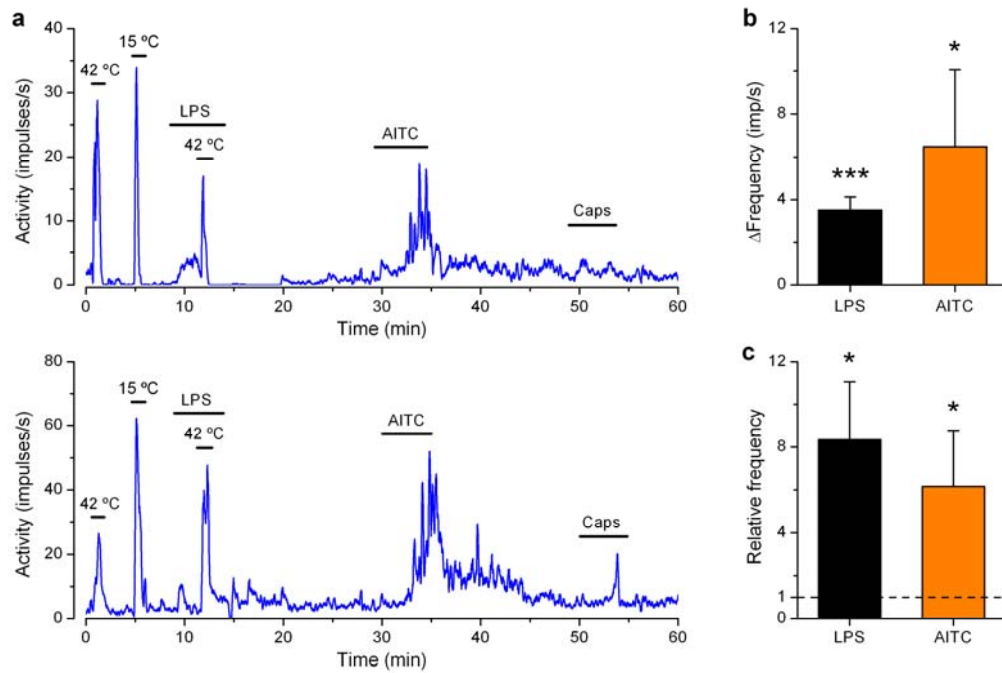 a
Activity (impulses/s)
40
30
20
10
0
42 ºC
15 ºC
LPS
42 ºC
AITC
Caps
0 10 20 30 40 50 60
Time (min)
Activity (impulses/s)
80
60
40
20
0
42 ºC
15 ºC
LPS
42 ºC
AITC
Caps
0 10 20 30 40 50 60
Time (min)
b
ΔFrequency (imp/s)
12
8
4
0
***
*
LPS AITC
c
Relative frequency
12
8
4
1
0
*
*
LPS AITC